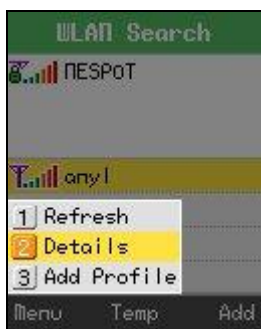 WLAN Search
NESPOT
anyl
1 Refresh
2 Details
3 Add Profile
Menu Temp Add